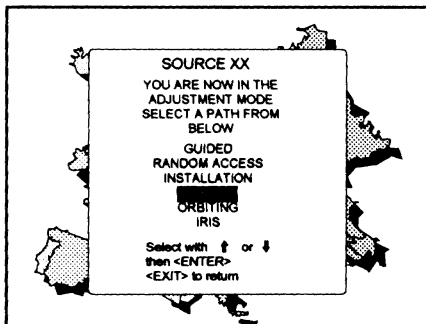 SOURCE XX
YOU ARE NOW IN THE
ADJUSTMENT MODE
SELECT A PATH FROM
BELOW
GUIDED
RANDOM ACCESS
INSTALLATION
ORBITING
IRIS
Select with ⬆ or ⬇
then <ENTER>
<EXIT> to return